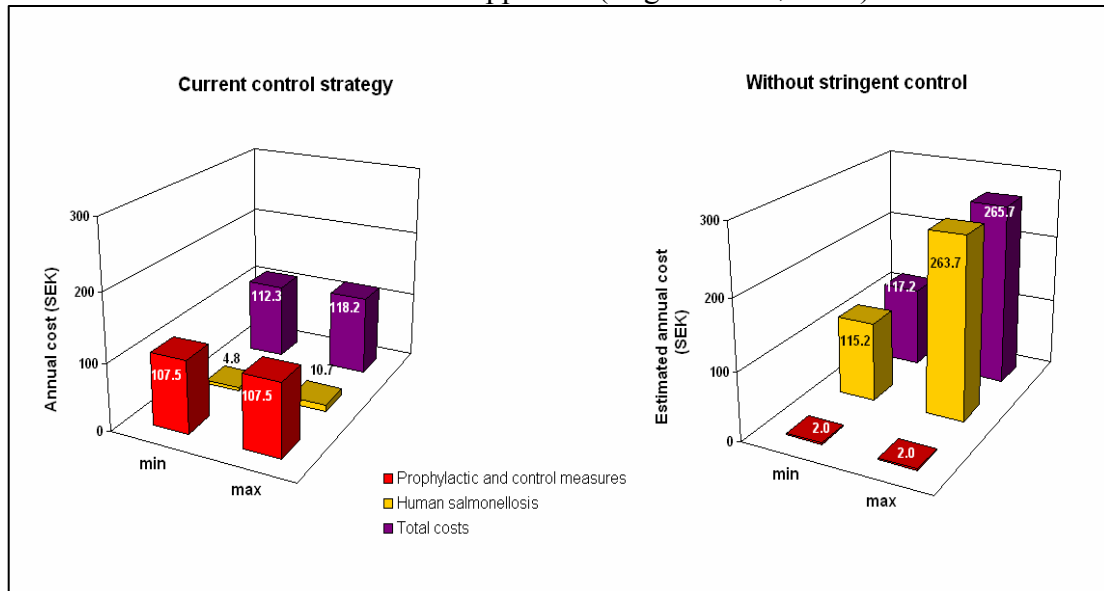 Current control strategy
Annual cost (SEK)
300
200
100
0
112.3
118.2
4.8
10.7
107.5
107.5
min
max
Prophylactic and control measures
Human salmonellosis
Total costs
Without stringent control
Estimated annual cost
(SEK)
300
200
100
0
265.7
263.7
117.2
115.2
2.0
2.0
min
max